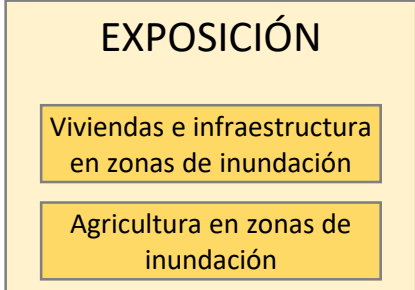 EXPOSICIÓN
Viviendas e infraestructura
en zonas de inundación
Agricultura en zonas de
inundación